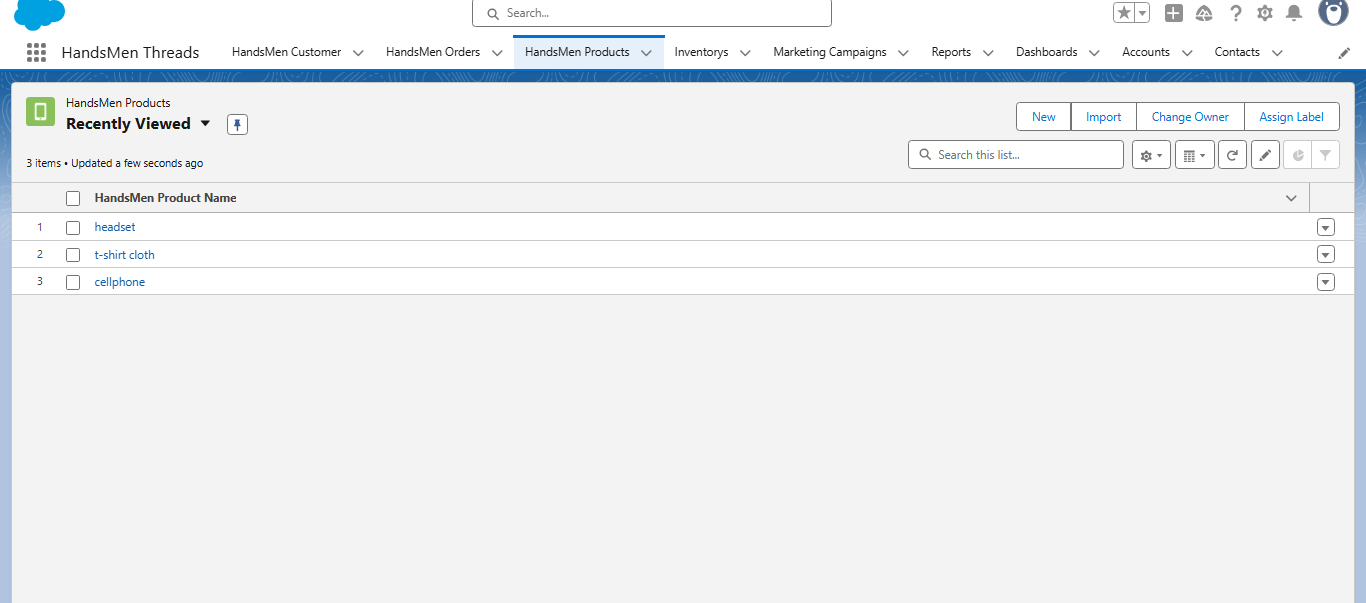 Search...
HandsMen Threads
HandsMen Customer
HandsMen Orders
HandsMen Products
Inventorys
Marketing Campaigns
Reports
Dashboards
Accounts
Contacts
HandsMen Products
Recently Viewed
New
Import
Change Owner
Assign Label
3 items • Updated a few seconds ago
Search this list...
HandsMen Product Name
1 headset
2 t-shirt cloth
3 cellphone